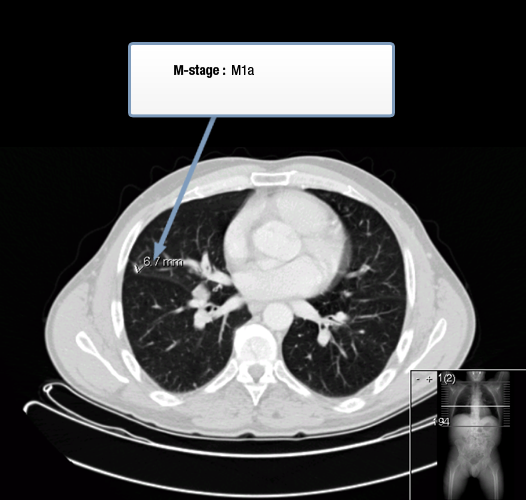 M-stage : M1a
6.7 mm
- + 1(2)
94